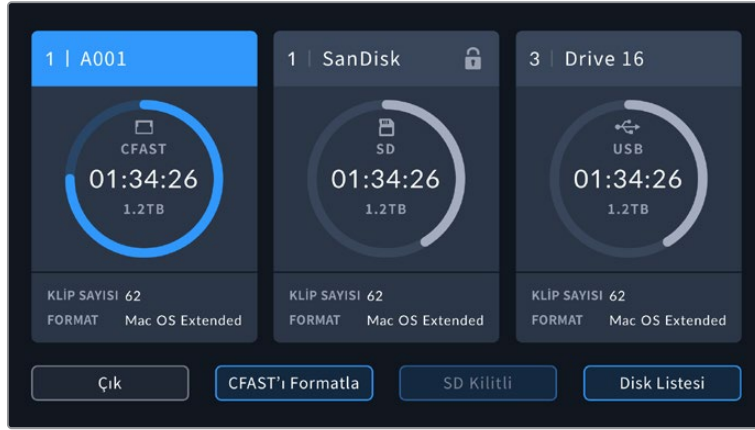 1 | A001
CFAST
01:34:26
1.2TB
KLİP SAYISI 62
FORMAT Mac OS Extended
1 | SanDisk
SD
01:34:26
1.2TB
KLİP SAYISI 62
FORMAT Mac OS Extended
3 | Drive 16
USB
01:34:26
1.2TB
KLİP SAYISI 62
FORMAT Mac OS Extended
Çık
CFAST'ı Formatla
SD Kilitli
Disk Listesi